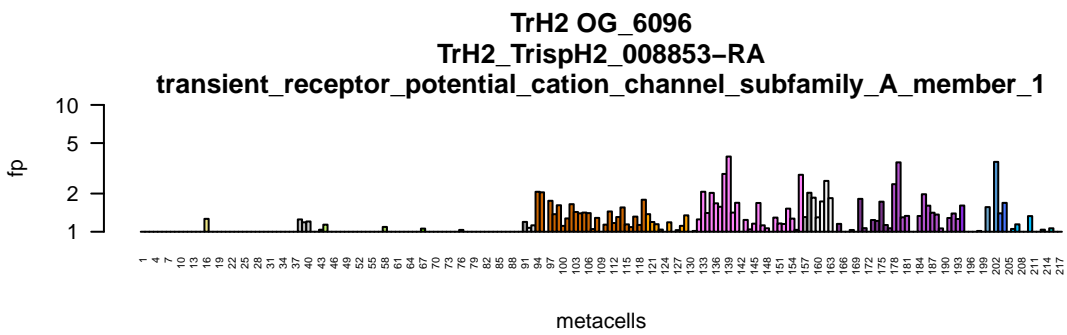 TrH2 OG_6096
TrH2_TrispH2_008853−RA
transient_receptor_potential_cation_channel_subfamily_A_member_1
10
5
2
1
fp
1 4 7 10 13 16 19 22 25 28 31 34 37 40 43 46 49 52 55 58 61 64 67 70 73 76 79 82 85 88 91 94 97 100 103 106 109 112 115 118 121 124 127 130 133 136 139 142 145 148 151 154 157 160 163 166 169 172 175 178 181 184 187 190 193 196 199 202 205 208 211 214 217
metacells